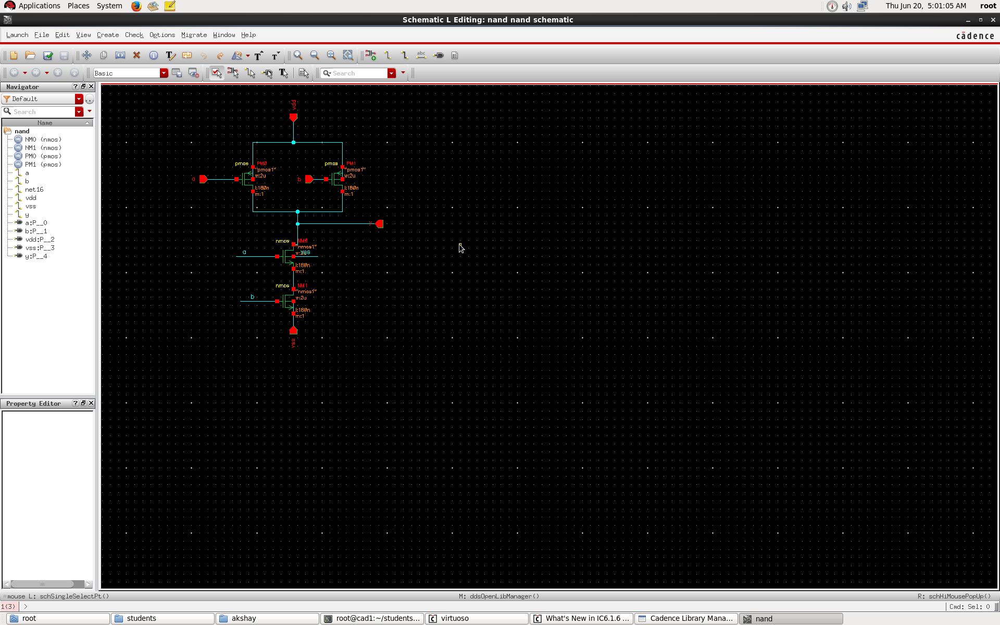 Applications Places System
Thu Jun 20, 5:01:05 AM root
Schematic L Editing: nand nand schematic
Launch File Edit View Create Check Options Migrate Window Help
cādence
abc
Basic
Search
Navigator
Default
Search
Name
nand
NM0 (nmos)
NM1 (nmos)
PM0 (pmos)
PM1 (pmos)
a
b
net16
vdd
vss
y
a:P__0
b:P__1
vdd:P__2
vss:P__3
y:P__4
Property Editor
vdd
pmos PM0
"pmos1"
w:2u
l:180n
m:1
a
pmos PM1
"pmos1"
w:2u
l:180n
m:1
b
y
nmos NM0
"nmos1"
a
vss
l:180n
m:1
nmos NM1
"nmos1"
w:2u
b
l:180n
m:1
vss
mouse L: schSingleSelectPt()
M: ddsOpenLibManager()
R: schHiMousePopUp()
1(3) >
Cmd: Sel: 0
root
students
akshay
root@cad1:~/students...
virtuoso
What's New in IC6.1.6 ...
Cadence Library Mana...
nand